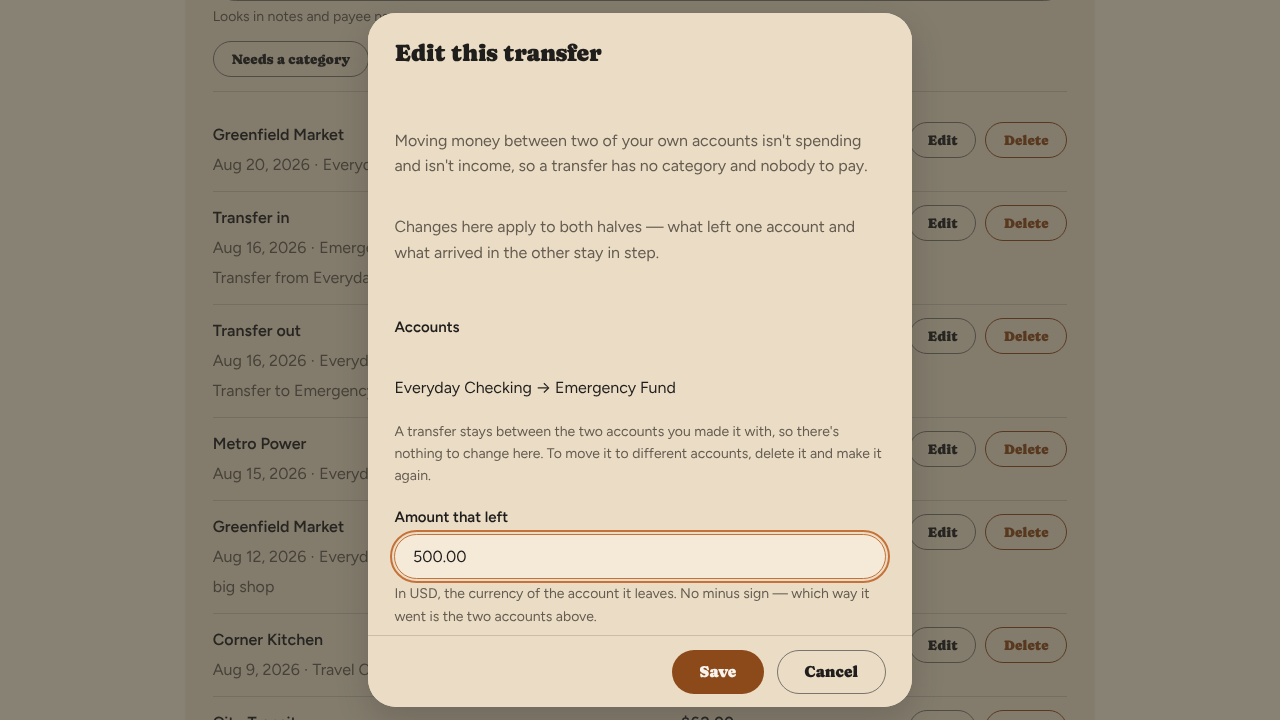 Looks in notes and payee
Edit this transfer
Needs a category
Moving money between two of your own accounts isn't spending
and isn't income, so a transfer has no category and nobody to pay.
Greenfield Market
Edit
Delete
Aug 20, 2026 ·
Transfer in
Edit
Delete
Aug 16, 2026 ·
Transfer from
Changes here apply to both halves — what left one account and
what arrived in the other stay in step.
Transfer out
Edit
Delete
Aug 16, 2026 ·
Transfer to
Accounts
Everyday Checking → Emergency Fund
A transfer stays between the two accounts you made it with, so there's
nothing to change here. To move it to different accounts, delete it and make it
again.
Metro Power
Edit
Delete
Aug 15, 2026 ·
Amount that left
500.00
In USD, the currency of the account it leaves. No minus sign — which way it
went is the two accounts above.
Greenfield Market
Edit
Delete
Aug 12, 2026 ·
big shop
Corner Kitchen
Edit
Delete
Aug 9, 2026 · Travel
Save
Cancel